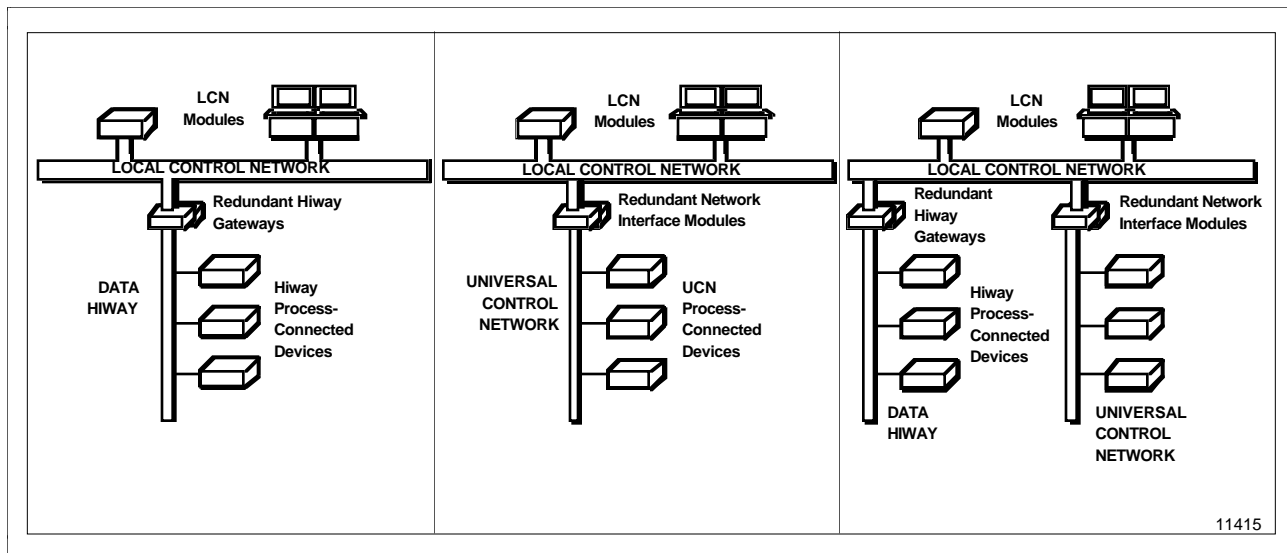 LCN
Modules
LOCAL CONTROL NETWORK
Redundant Hiway
Gateways
DATA
HIWAY
Hiway
Process-
Connected
Devices
LCN
Modules
LOCAL CONTROL NETWORK
Redundant Network
Interface Modules
UNIVERSAL
CONTROL
NETWORK
UCN
Process-
Connected
Devices
LCN
Modules
LOCAL CONTROL NETWORK
Redundant
Hiway
Gateways
Redundant Network
Interface Modules
Hiway
Process-
Connected
Devices
DATA
HIWAY
UNIVERSAL
CONTROL
NETWORK
11415